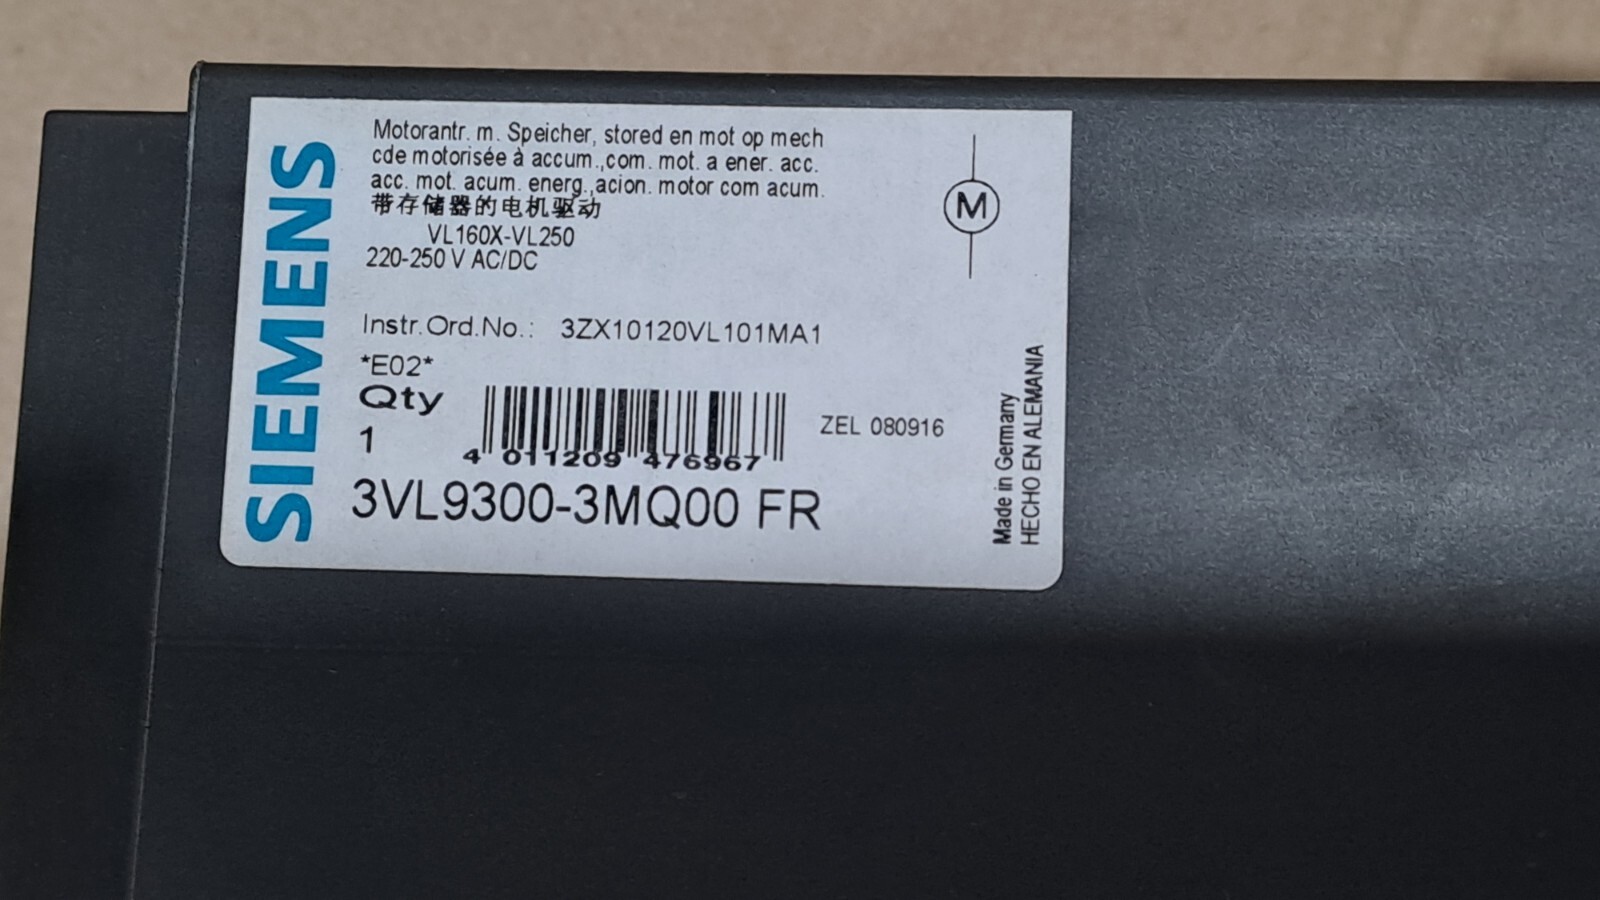 SIEMENS
Motorantr. m. Speicher, stored en mot op mech
cde motorisée à accum.,com. mot. a ener. acc.
acc. mot. acum. energ.,acion. motor com acum.
带存储器的电机驱动
VL160X-VL250
220-250 V AC/DC
M
Instr.Ord.No.: 3ZX10120VL101MA1
*E02*
Qty
1
4 011209 476967
ZEL 080916
3VL9300-3MQ00 FR
Made in Germany
HECHO EN ALEMANIA